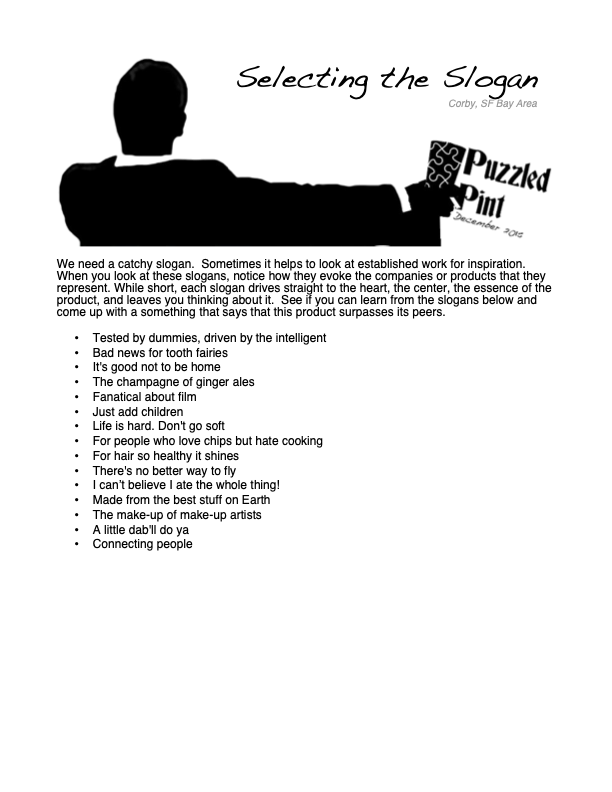 Selecting the Slogan
Corby, SF Bay Area
Puzzled
Pint
December 2015
We need a catchy slogan.  Sometimes it helps to look at established work for inspiration.
When you look at these slogans, notice how they evoke the companies or products that they
represent. While short, each slogan drives straight to the heart, the center, the essence of the
product, and leaves you thinking about it.  See if you can learn from the slogans below and
come up with a something that says that this product surpasses its peers.
• Tested by dummies, driven by the intelligent
• Bad news for tooth fairies
• It's good not to be home
• The champagne of ginger ales
• Fanatical about film
• Just add children
• Life is hard. Don't go soft
• For people who love chips but hate cooking
• For hair so healthy it shines
• There's no better way to fly
• I can't believe I ate the whole thing!
• Made from the best stuff on Earth
• The make-up of make-up artists
• A little dab'll do ya
• Connecting people